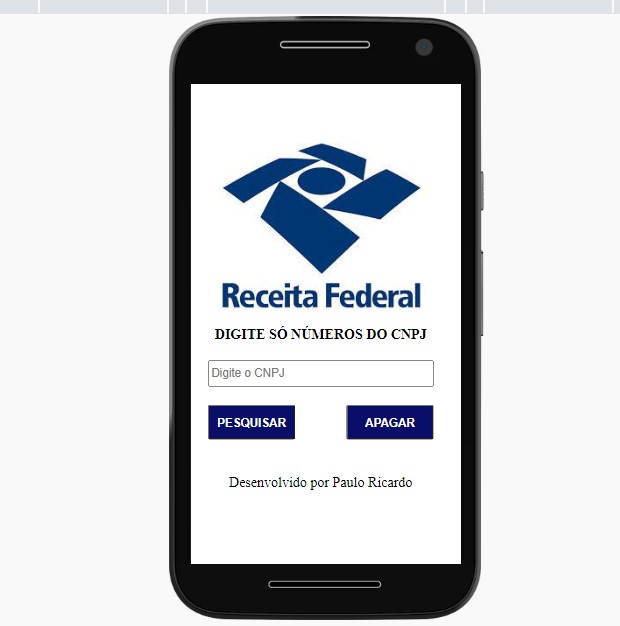 Receita Federal
DIGITE SÓ NÚMEROS DO CNPJ
Digite o CNPJ
PESQUISAR
APAGAR
Desenvolvido por Paulo Ricardo